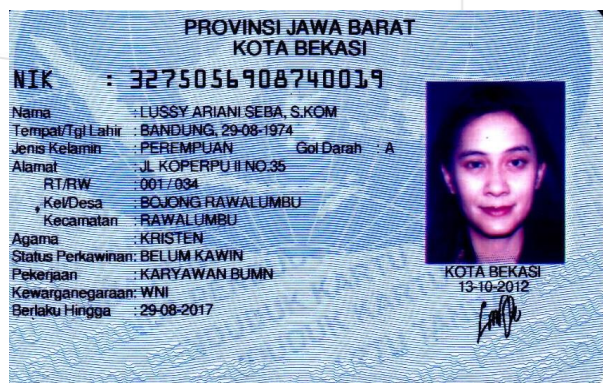 PROVINSI JAWA BARAT
KOTA BEKASI
NIK : 3275056908740019
Nama : LUSSY ARIANI SEBA, S.KOM
Tempat/Tgl Lahir : BANDUNG, 29-08-1974
Jenis Kelamin : PEREMPUAN Gol Darah : A
Alamat : JL KOPERPU II NO.35
RT/RW : 001/034
Kel/Desa : BOJONG RAWALUMBU
Kecamatan : RAWALUMBU
Agama : KRISTEN
Status Perkawinan: BELUM KAWIN
Pekerjaan : KARYAWAN BUMN
Kewarganegaraan: WNI
Berlaku Hingga : 29-08-2017
KOTA BEKASI
13-10-2012